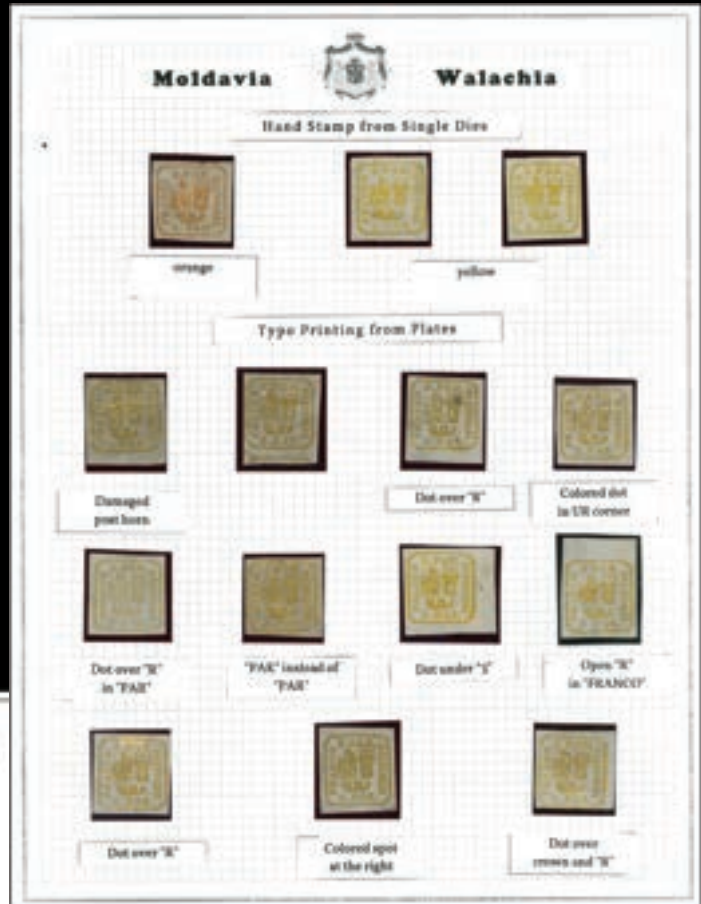 Moldavia Walachia
Hand Stamp from Single Dies
orange yellow
Typo Printing from Plates
Damaged
post horn
Dot over "R"
Colored dot
in UR corner
Dot over "R"
in "PAR"
"PAK" instead of
"PAR"
Dot under "S"
Open "R"
in "FRANCO".
Dot over "R"
Colored spot
at the right
Dot over
crown and "R"